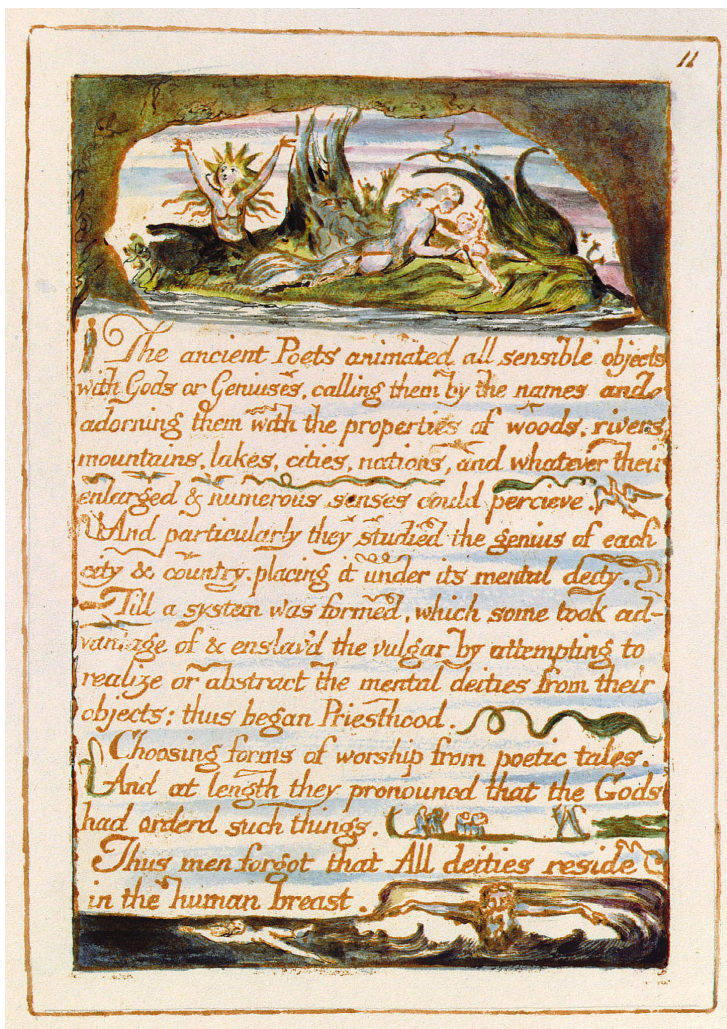 11
The ancient Poets animated all sensible objects
with Gods or Geniuses, calling them by the names and
adorning them with the properties of woods, rivers,
mountains, lakes, cities, nations, and whatever their
enlarged & numerous senses could percieve.
And particularly they studied the genius of each
city & country. placing it under its mental deity.
Till a system was formed, which some took ad-
vantage of & enslav'd the vulgar by attempting to
realize or abstract the mental deities from their
objects: thus began Priesthood.
Choosing forms of worship from poetic tales.
And at length they pronouncd that the Gods
had orderd such things.
Thus men forgot that All deities reside
in the human breast.